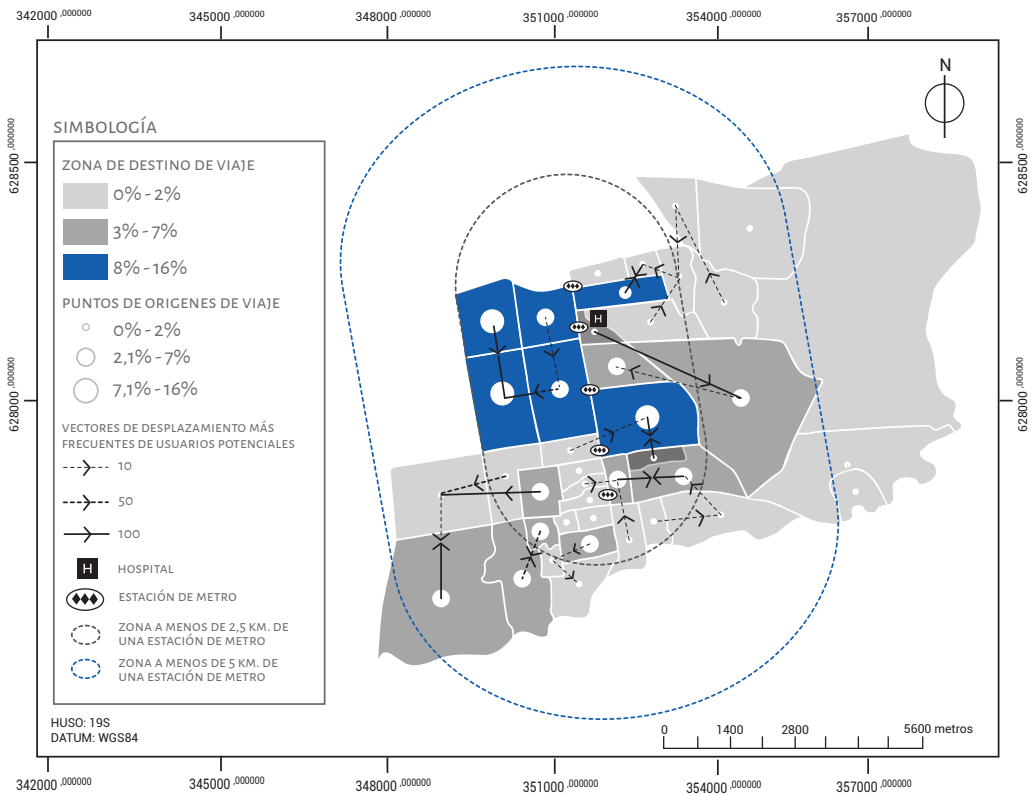 342000 ,000000
345000 ,000000
348000 ,000000
351000 ,000000
354000 ,000000
357000 ,000000
N
628500 ,000000
628500 ,000000
628000 ,000000
628000 ,000000
SIMBOLOGÍA
ZONA DE DESTINO DE VIAJE
0% - 2%
3% - 7%
8% - 16%
PUNTOS DE ORIGENES DE VIAJE
0% - 2%
2,1% - 7%
7,1% - 16%
VECTORES DE DESPLAZAMIENTO MÁS
FRECUENTES DE USUARIOS POTENCIALES
10
50
100
H HOSPITAL
ESTACIÓN DE METRO
ZONA A MENOS DE 2,5 KM. DE
UNA ESTACIÓN DE METRO
ZONA A MENOS DE 5 KM. DE
UNA ESTACIÓN DE METRO
H
HUSO: 19S
DATUM: WGS84
0 1400 2800 5600 metros
342000 ,000000
345000 ,000000
348000 ,000000
351000 ,000000
354000 ,000000
357000 ,000000